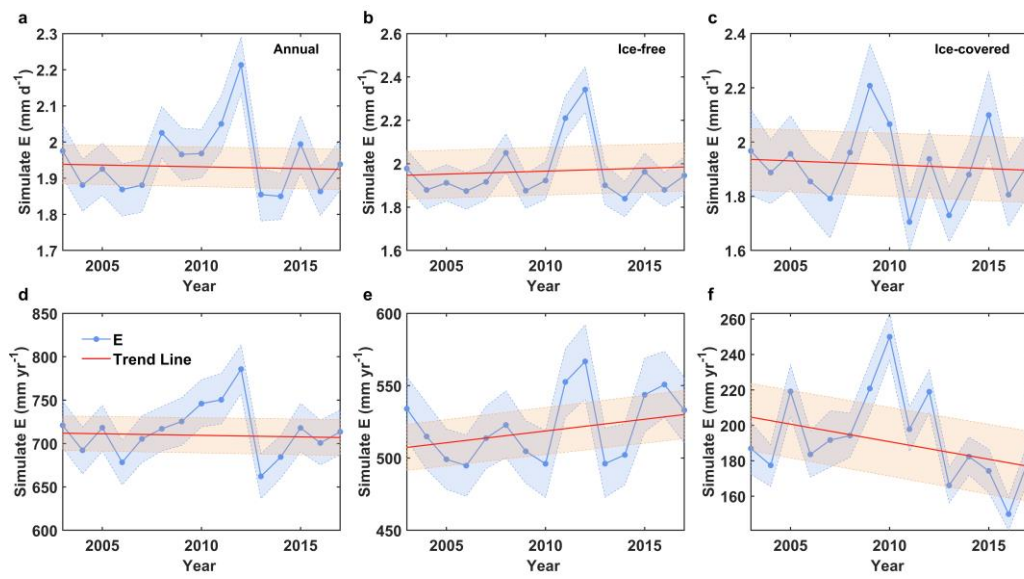 a
Annual
2.3
2.2
2.1
2
1.9
1.8
1.7
Simulate E (mm d⁻¹)
2005 2010 2015
Year
b
Ice-free
2.6
2.4
2.2
2
1.8
1.6
Simulate E (mm d⁻¹)
2005 2010 2015
Year
c
Ice-covered
2.4
2.2
2
1.8
1.6
Simulate E (mm d⁻¹)
2005 2010 2015
Year
d
E
Trend Line
850
800
750
700
650
600
Simulate E (mm yr⁻¹)
2005 2010 2015
Year
e
600
550
500
450
Simulate E (mm yr⁻¹)
2005 2010 2015
Year
f
260
240
220
200
180
160
Simulate E (mm yr⁻¹)
2005 2010 2015
Year